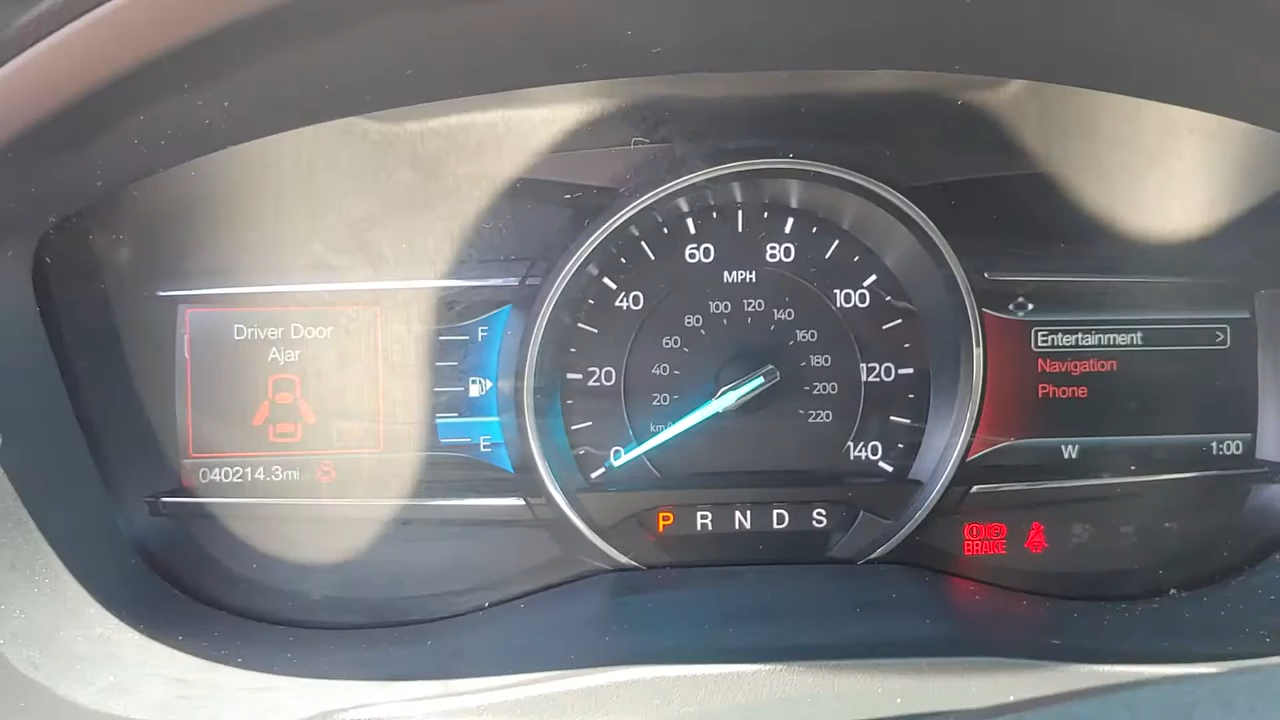 Driver Door
Ajar
040214.3mi
F
E
0
20
40
60
80
100
120
140
MPH
20
40
60
80
100
120
140
160
180
200
220
P R N D S
Entertainment >
Navigation
Phone
W 1:00
BRAKE